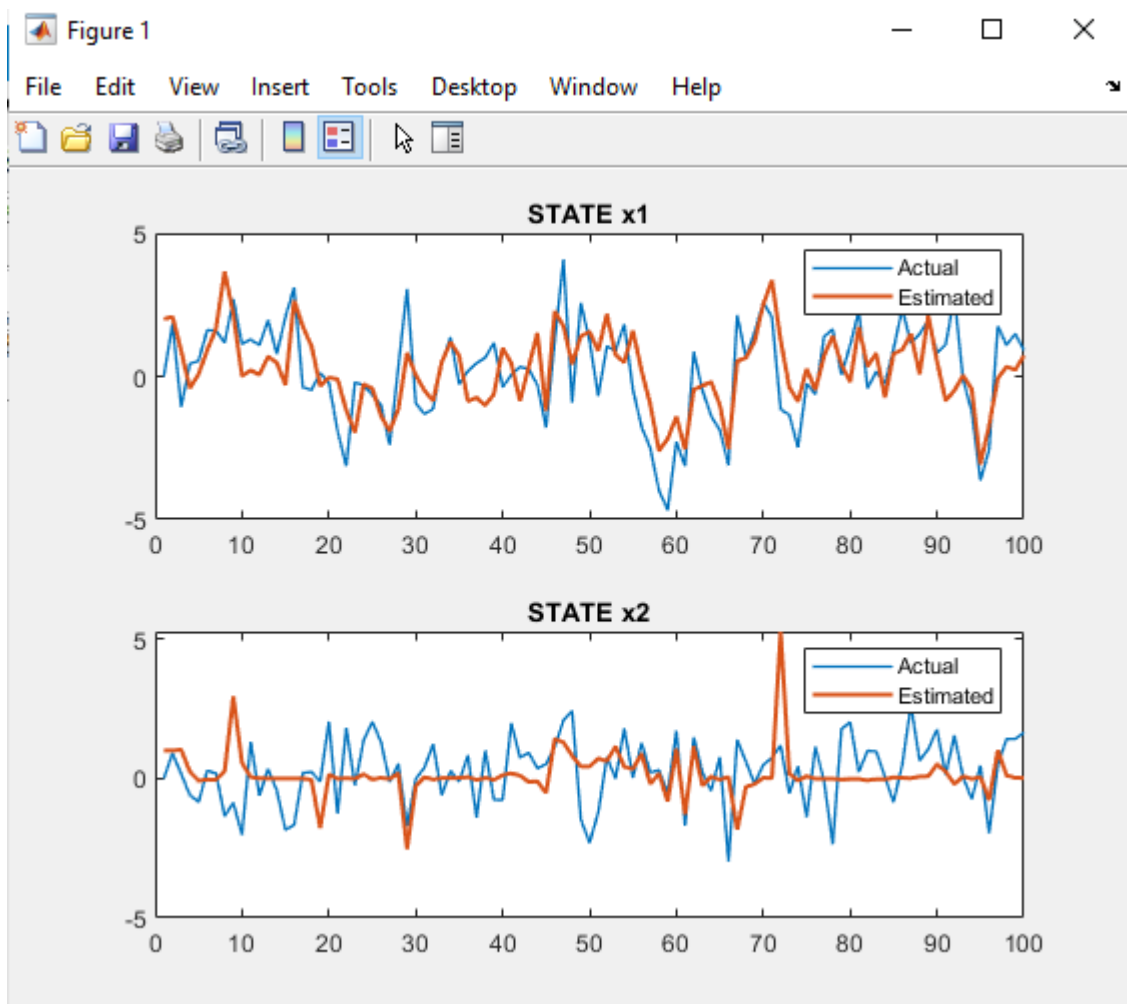 Figure 1
File Edit View Insert Tools Desktop Window Help
STATE x1
5
0
-5
Actual
Estimated
0 10 20 30 40 50 60 70 80 90 100
STATE x2
5
0
-5
Actual
Estimated
0 10 20 30 40 50 60 70 80 90 100